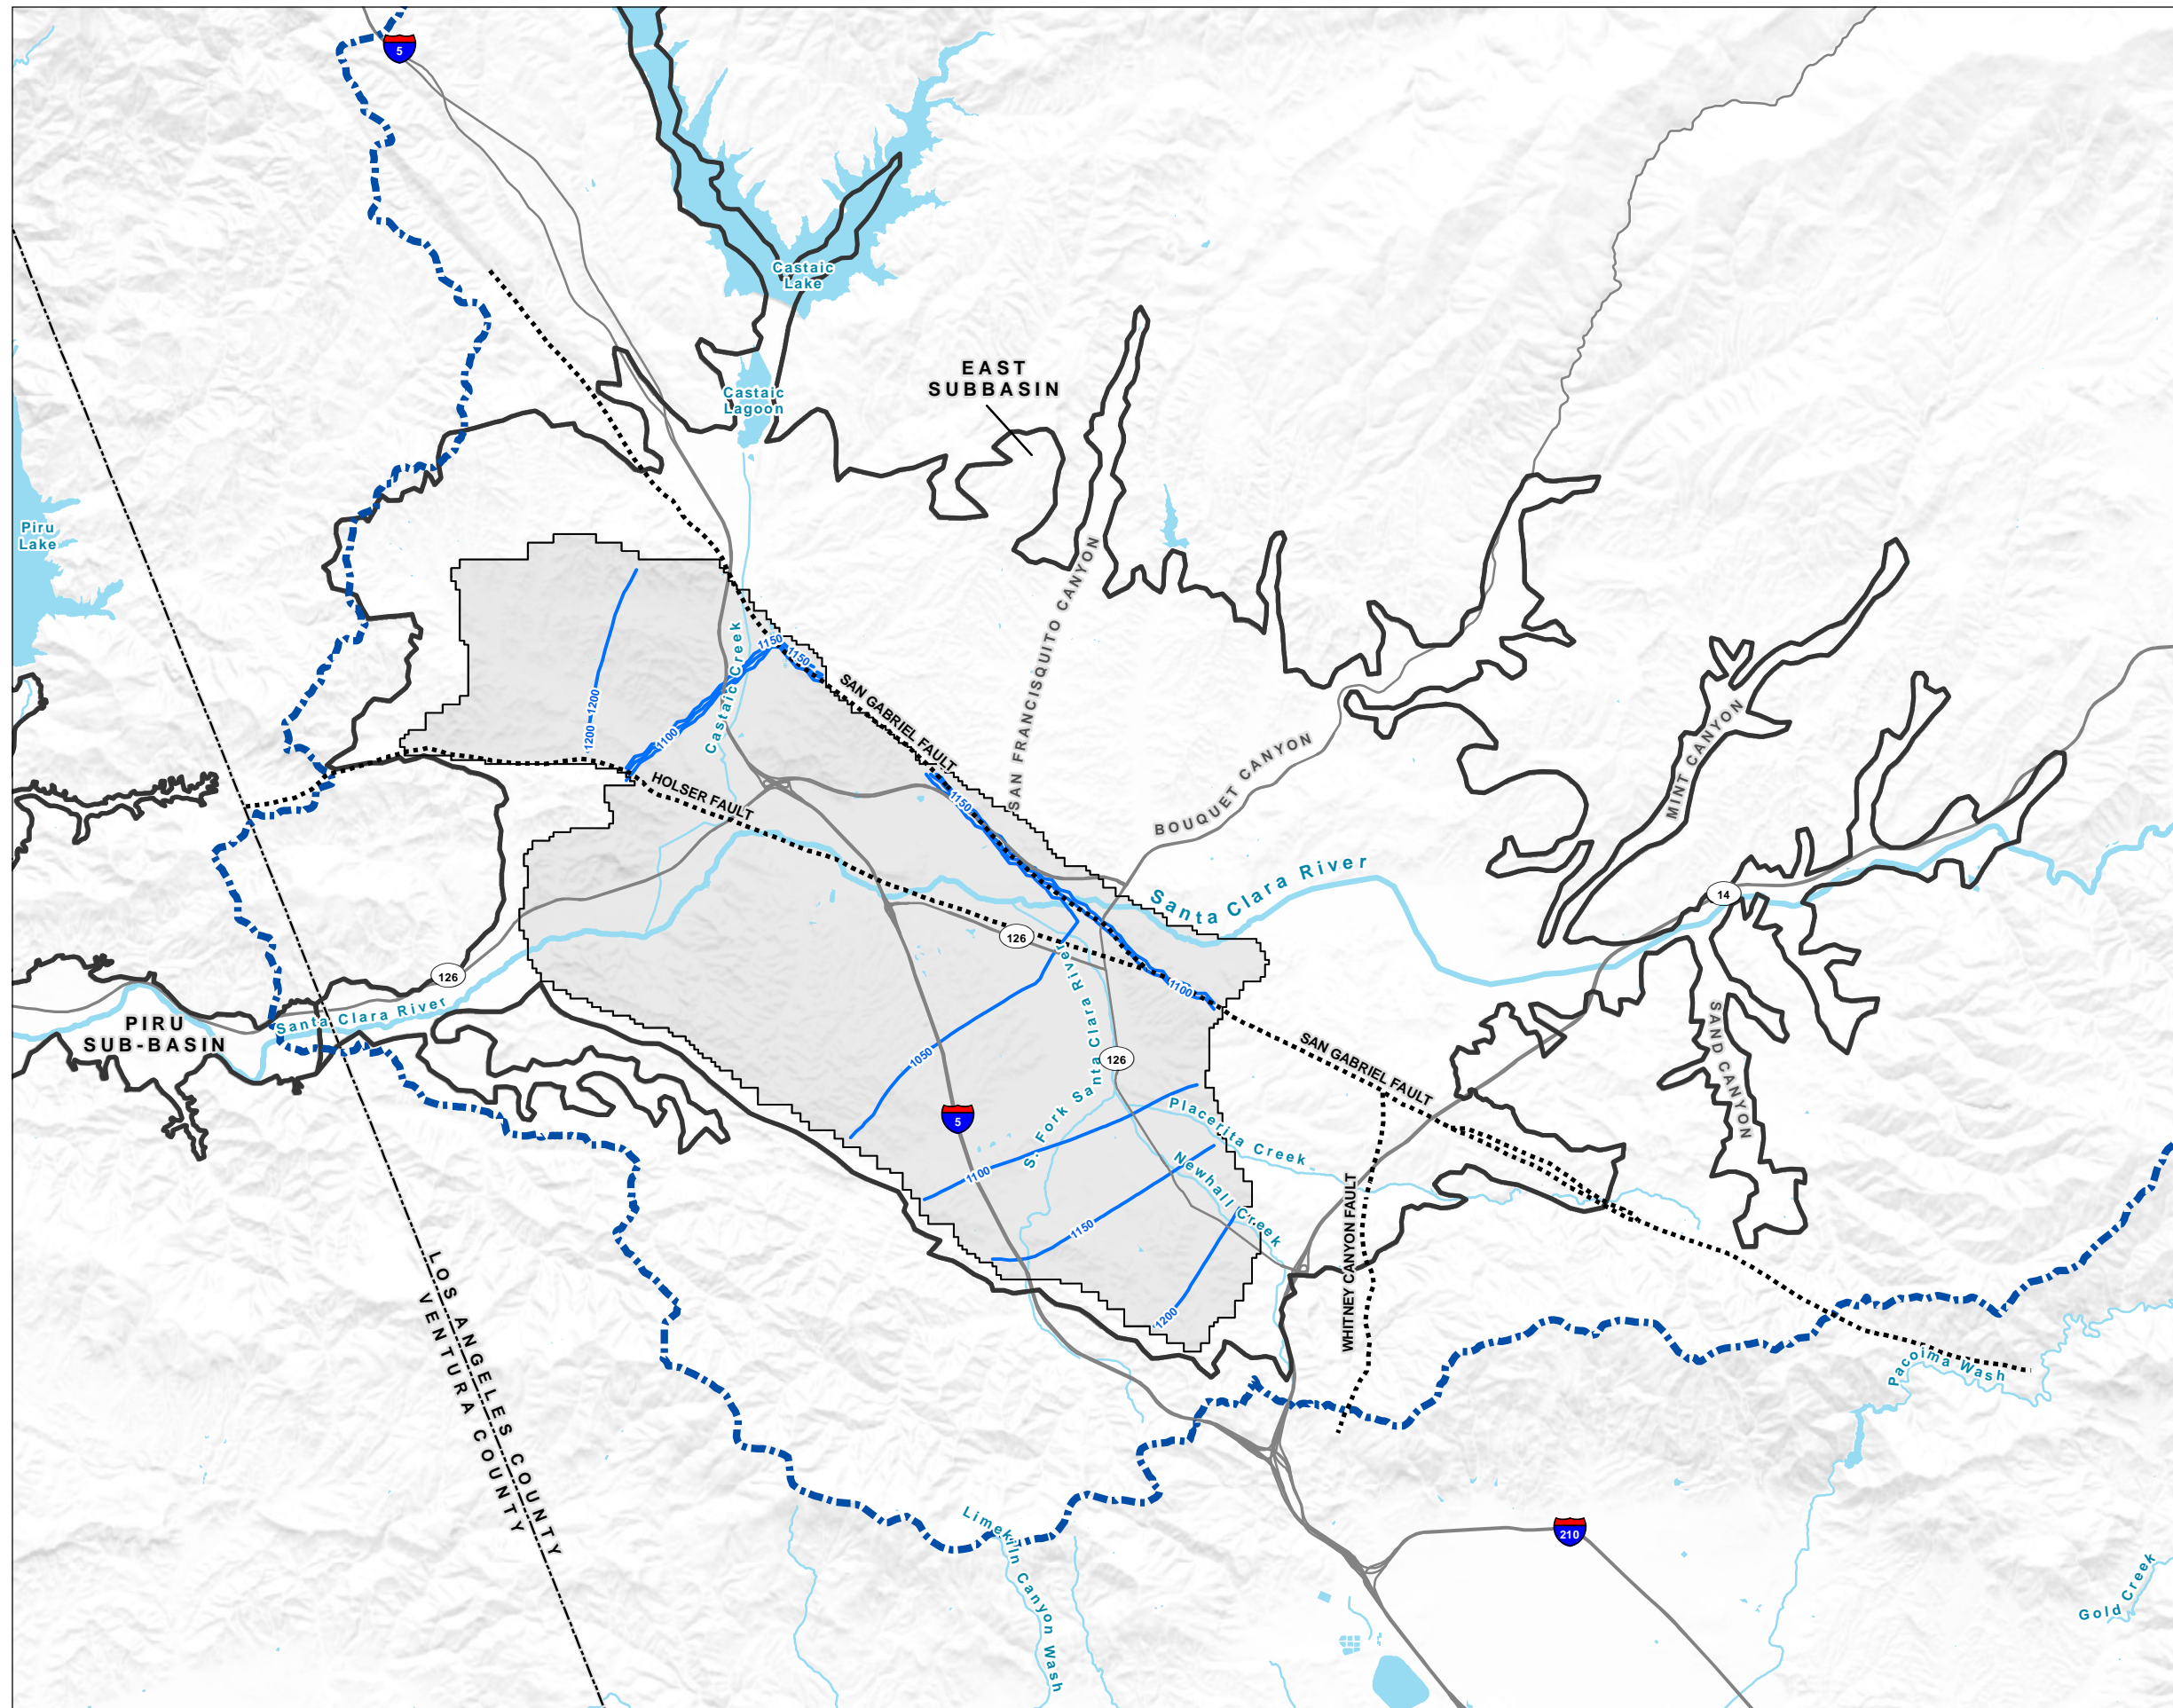 5
Castaic
Lake
EAST
SUBBASIN
Castaic
Lagoon
Piru
Lake
SAN FRANCISQUITO CANYON
Castaic Creek
1150
1150
1200
1200
1100
SAN GABRIEL FAULT
HOLSER FAULT
1150
BOUQUET CANYON
MINT CANYON
Santa Clara River
14
126
126
1100
Santa Clara River
PIRU
SUB-BASIN
SAND CANYON
SAN GABRIEL FAULT
126
1050
5
S. Fork Santa Clara River
Placerita Creek
1100
Newhall Creek
1150
WHITNEY CANYON FAULT
1200
LOS ANGELES COUNTY
VENTURA COUNTY
Pacoima Wash
Limekiln Canyon Wash
210
Gold Creek